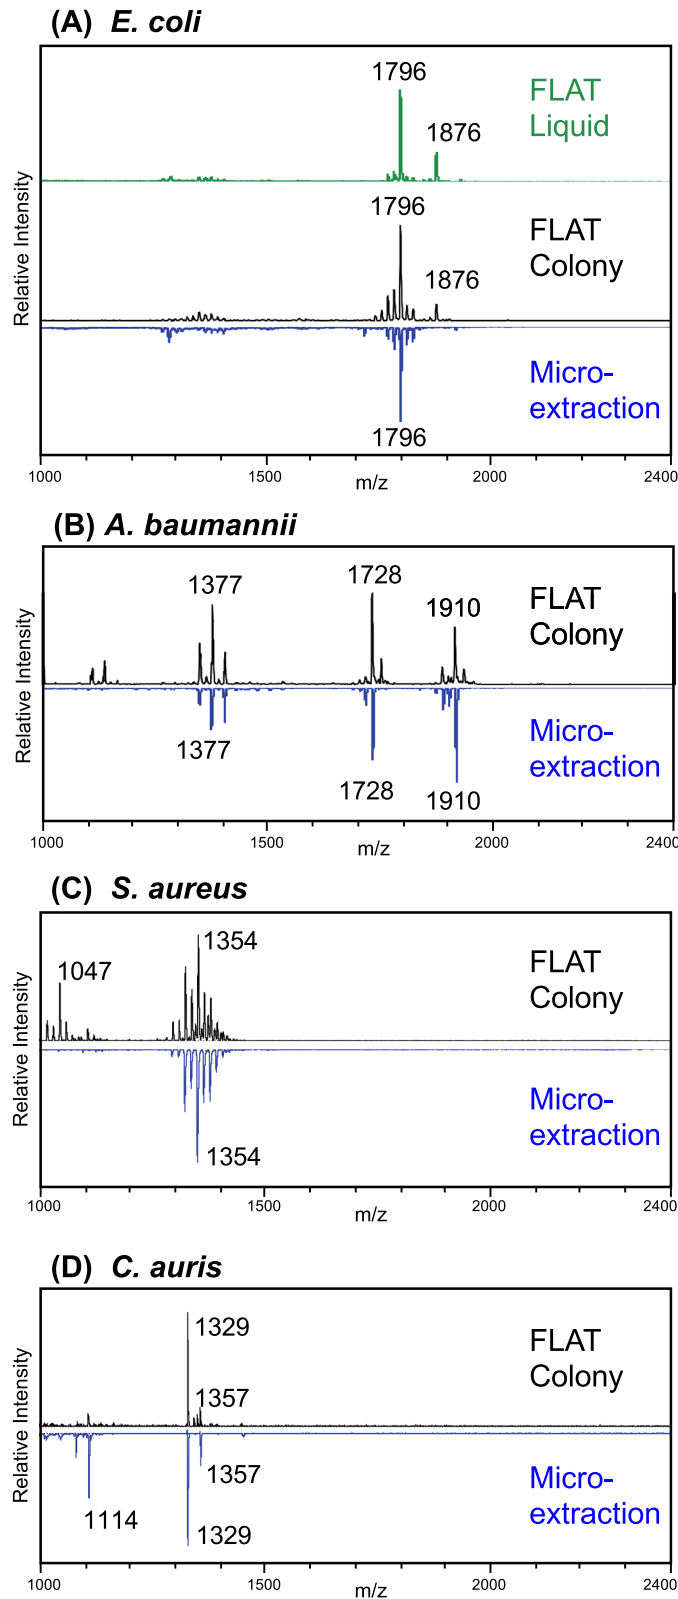 (A) E. coli
1796
FLAT
Liquid
1876
1796
FLAT
Colony
1876
Relative Intensity
Micro-
extraction
1796
1000
1500
2000
2400
m/z
(B) A. baumannii
1377
1728
1910
FLAT
Colony
Relative Intensity
Micro-
extraction
1377
1728
1910
1000
1500
2000
2400
m/z
(C) S. aureus
1047
1354
FLAT
Colony
Relative Intensity
Micro-
extraction
1354
1000
1500
2000
2400
m/z
(D) C. auris
1329
FLAT
Colony
1357
Relative Intensity
1357
Micro-
extraction
1114
1329
1000
1500
2000
2400
m/z